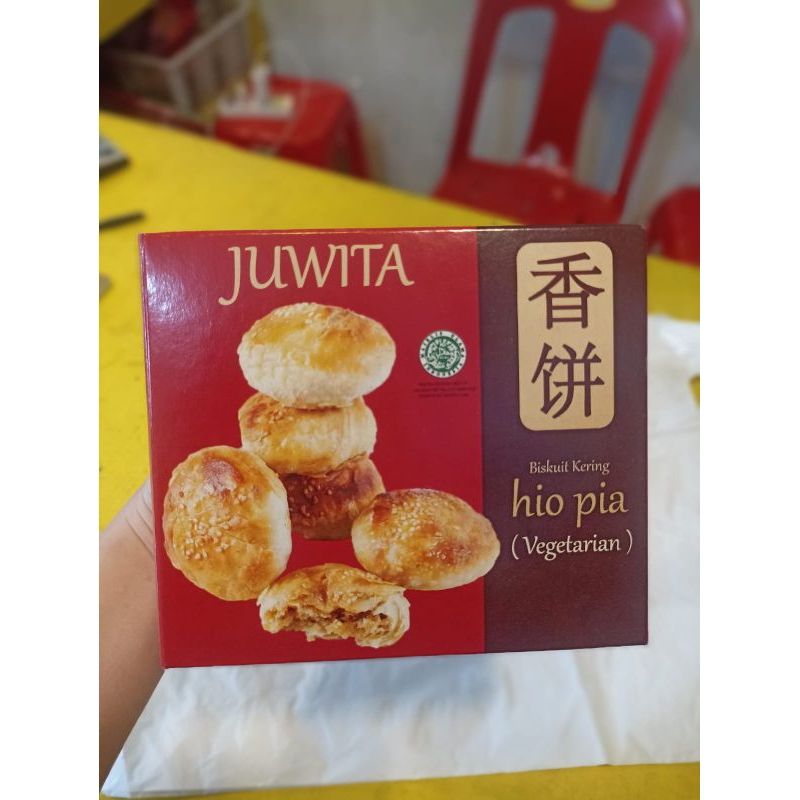 JUWITA
香
饼
Biskuit Kering
hio pia
( Vegetarian )